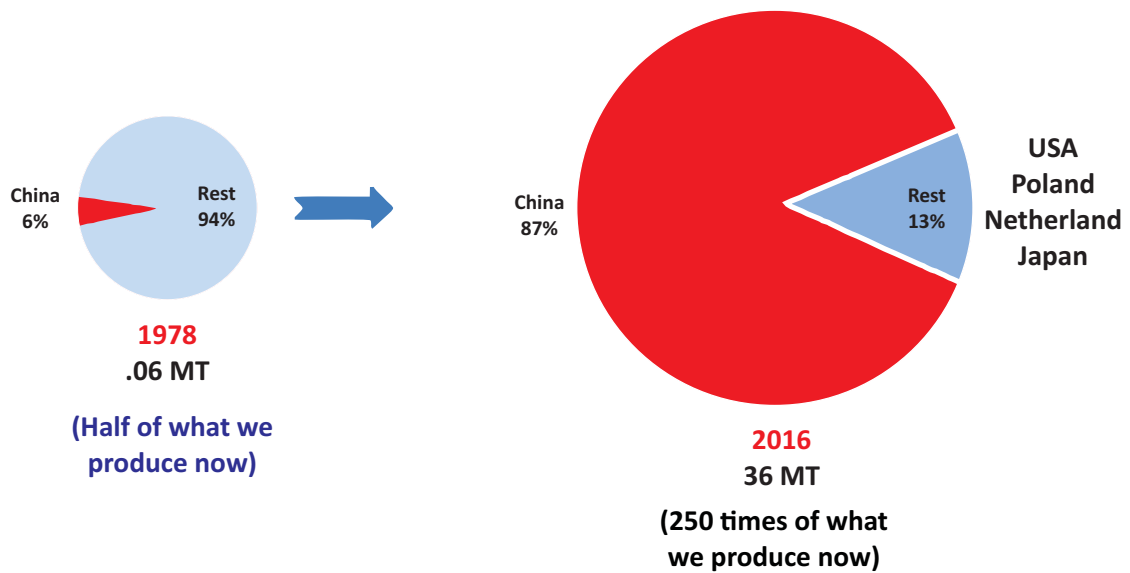 China
6%
Rest
94%
1978
.06 MT
(Half of what we
produce now)
China
87%
Rest
13%
USA
Poland
Netherland
Japan
2016
36 MT
(250 times of what
we produce now)